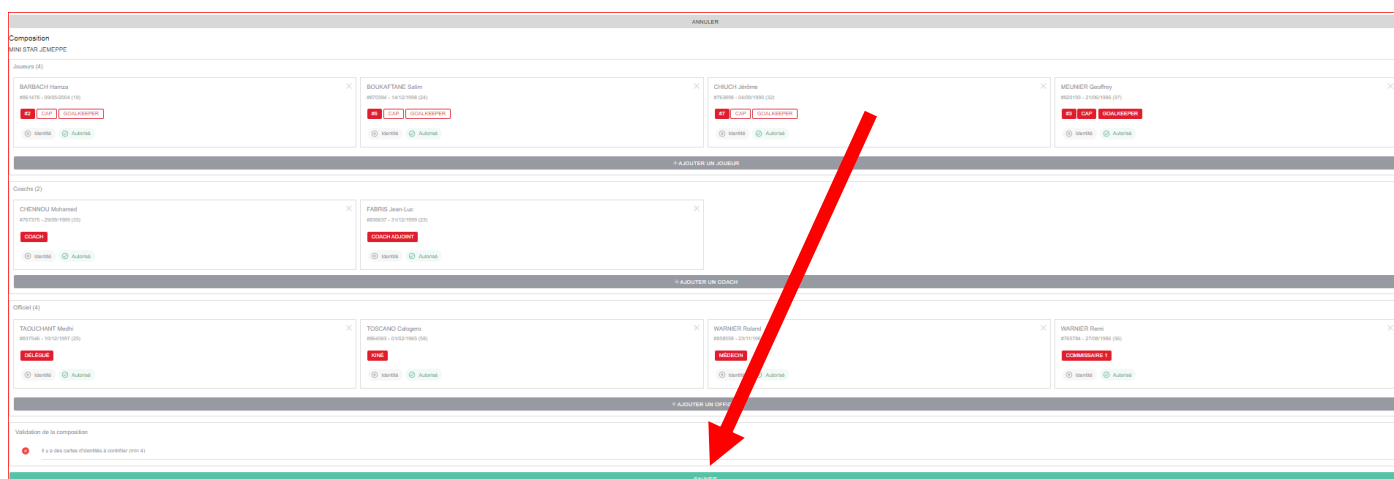 ANNULER
Composition
MINI STAR JEMEPPE
Joueurs (4)
BARBACH Hamza
#2 CAP GOALKEEPER
Identité Autorisé
BOUKAFTANE Salim
CAP GOALKEEPER
Identité Autorisé
CHIUCH Jérôme
#7 CAP GOALKEEPER
Identité Autorisé
MEUNIER Geoffrey
CAP GOALKEEPER
Identité Autorisé
+ AJOUTER UN JOUEUR
Coachs (2)
CHENNOU Mohamed
COACH
Identité Autorisé
FABRIS Jean-Luc
COACH ADJOINT
Identité Autorisé
+ AJOUTER UN COACH
Officiel (4)
TAOUCHANT Medhi
DÉLÉGUÉ
Identité Autorisé
TOSCANO Calogero
KINÉ
Identité Autorisé
WARNIER Roland
MÉDECIN
Identité Autorisé
WARNIER Remi
COMMISSAIRE T
Identité Autorisé
+ AJOUTER UN
Validation de la composition
Il y a des cartes d'identités à contrôler (min 4)